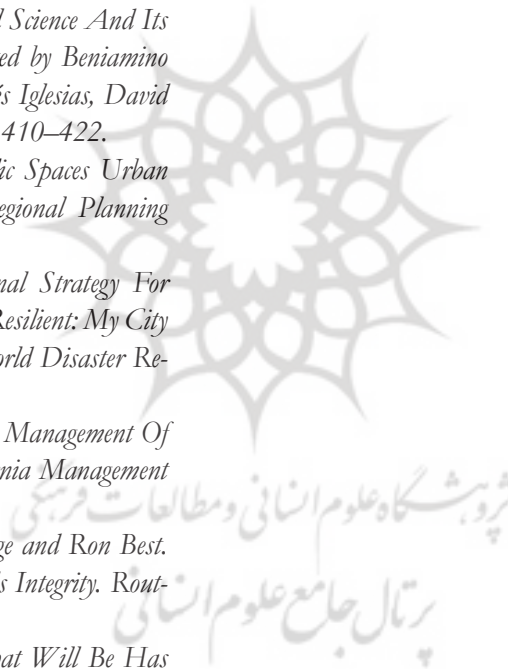 l Science And Its
ed by Beniamino
és Iglesias, David
410–422.
lic Spaces Urban
egional Planning
nal Strategy For
Resilient: My City
orld Disaster Re-
Management Of
nia Management
پژوهشگاه علوم انسانی و مطالعات فرهنگی
ge and Ron Best.
s Integrity. Rout-
پرتال جامع علوم انسانی
at Will Be Has